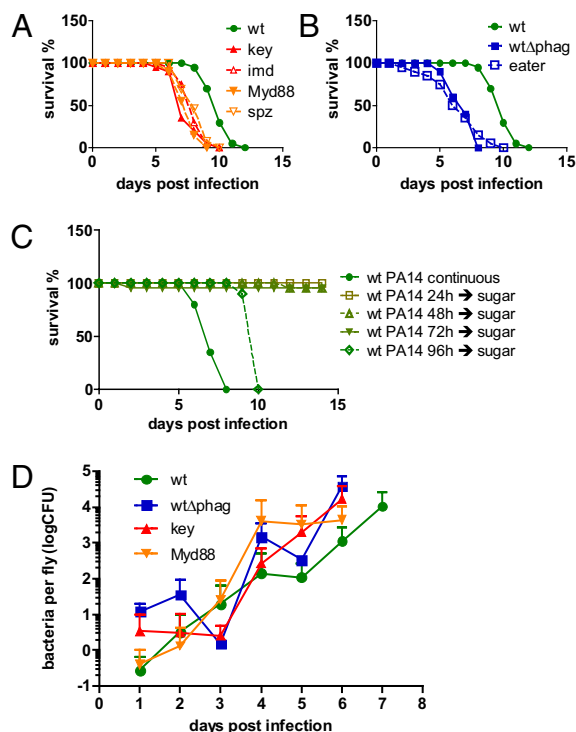 A
survival %
150
100
50
0
0 5 10 15
days post infection
wt
key
imd
Myd88
spz
B
survival %
150
100
50
0
0 5 10 15
days post infection
wt
wtΔphag
eater
C
survival %
150
100
50
0
0 5 10 15
days post infection
wt PA14 continuous
wt PA14 24h ➔ sugar
wt PA14 48h ➔ sugar
wt PA14 72h ➔ sugar
wt PA14 96h ➔ sugar
D
bacteria per fly (logCFU)
5
4
3
2
1
0
-1
0 1 2 3 4 5 6 7 8
days post infection
wt
wtΔphag
key
Myd88